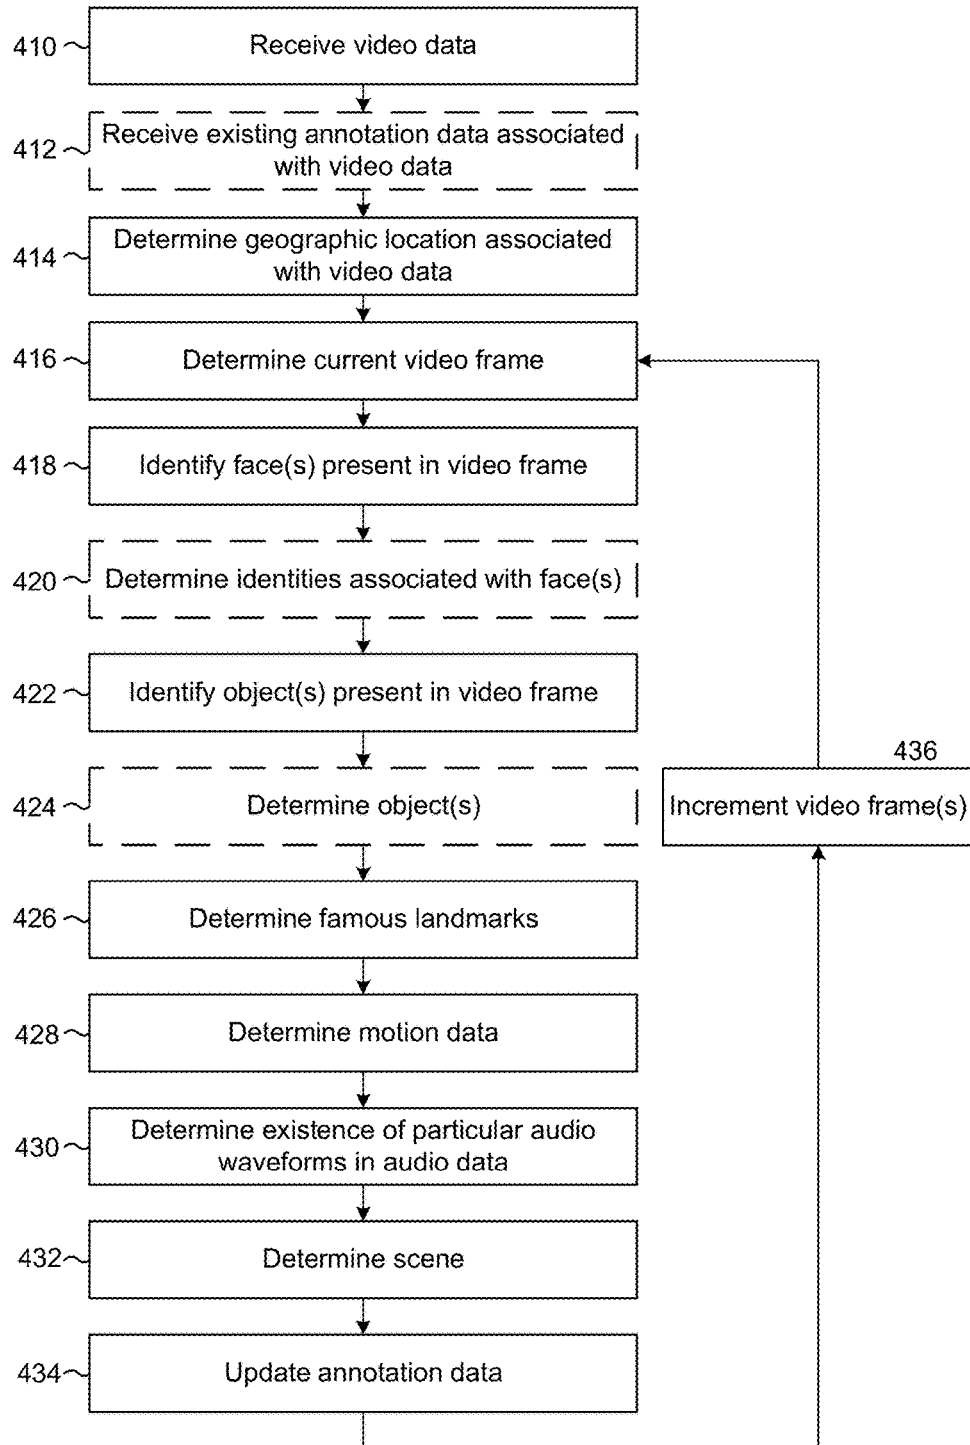 410
Receive video data
412
Receive existing annotation data associated
with video data
414
Determine geographic location associated
with video data
416
Determine current video frame
418
Identify face(s) present in video frame
420
Determine identities associated with face(s)
422
Identify object(s) present in video frame
436
424
Determine object(s)
Increment video frame(s)
426
Determine famous landmarks
428
Determine motion data
430
Determine existence of particular audio
waveforms in audio data
432
Determine scene
434
Update annotation data